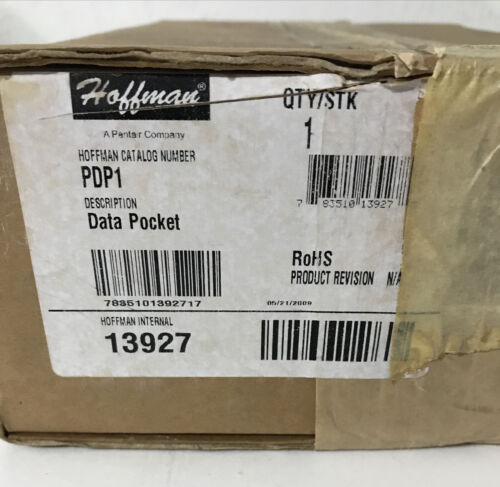 Hoffman®
A Pentair Company
QTY/STK
1
HOFFMAN CATALOG NUMBER
PDP1
7 83510 13927
DESCRIPTION
Data Pocket
7835101392717
RoHS
PRODUCT REVISION N/A
05/21/2009
HOFFMAN INTERNAL
13927